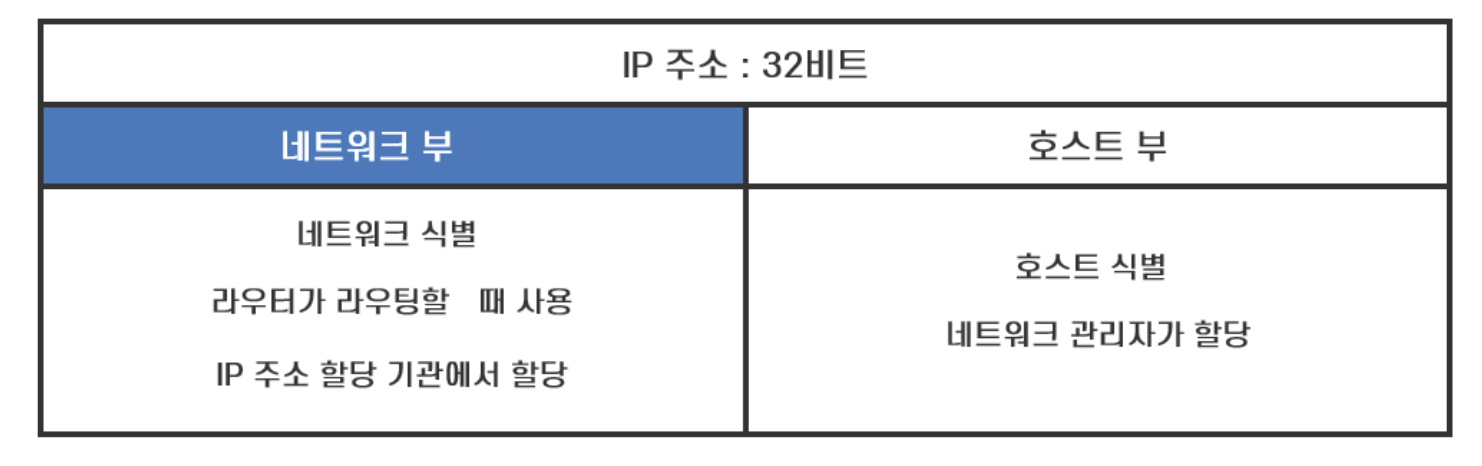 IP 주소 : 32비트
네트워크 부
호스트 부
네트워크 식별
라우터가 라우팅할 때 사용
IP 주소 할당 기관에서 할당
호스트 식별
네트워크 관리자가 할당